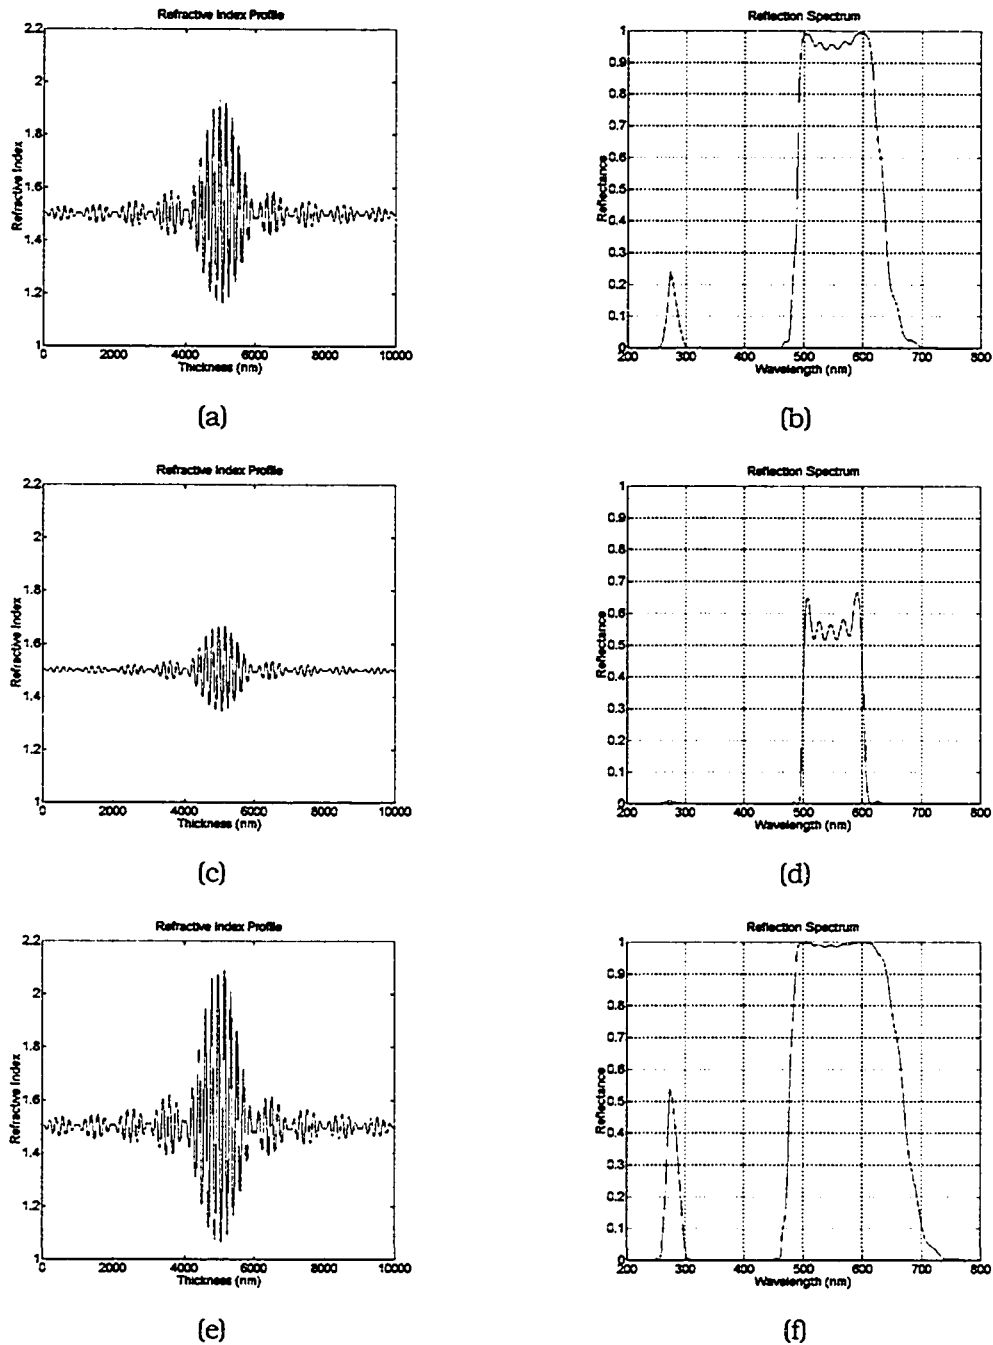 Refractive Index Profile
2.2
2
1.8
1.6
1.4
1.2
1
Refractive Index
0 2000 4000 6000 8000 10000
Thickness (nm)
(a)
Reflection Spectrum
1
0.9
0.8
0.7
0.6
0.5
0.4
0.3
0.2
0.1
0
Reflectance
200 300 400 500 600 700 800
Wavelength (nm)
(b)
Refractive Index Profile
2.2
2
1.8
1.6
1.4
1.2
1
Refractive Index
0 2000 4000 6000 8000 10000
Thickness (nm)
(c)
Reflection Spectrum
1
0.9
0.8
0.7
0.6
0.5
0.4
0.3
0.2
0.1
0
Reflectance
200 300 400 500 600 700 800
Wavelength (nm)
(d)
Refractive Index Profile
2.2
2
1.8
1.6
1.4
1.2
1
Refractive Index
0 2000 4000 6000 8000 10000
Thickness (nm)
(e)
Reflection Spectrum
1
0.9
0.8
0.7
0.6
0.5
0.4
0.3
0.2
0.1
0
Reflectance
200 300 400 500 600 700 800
Wavelength (nm)
(f)